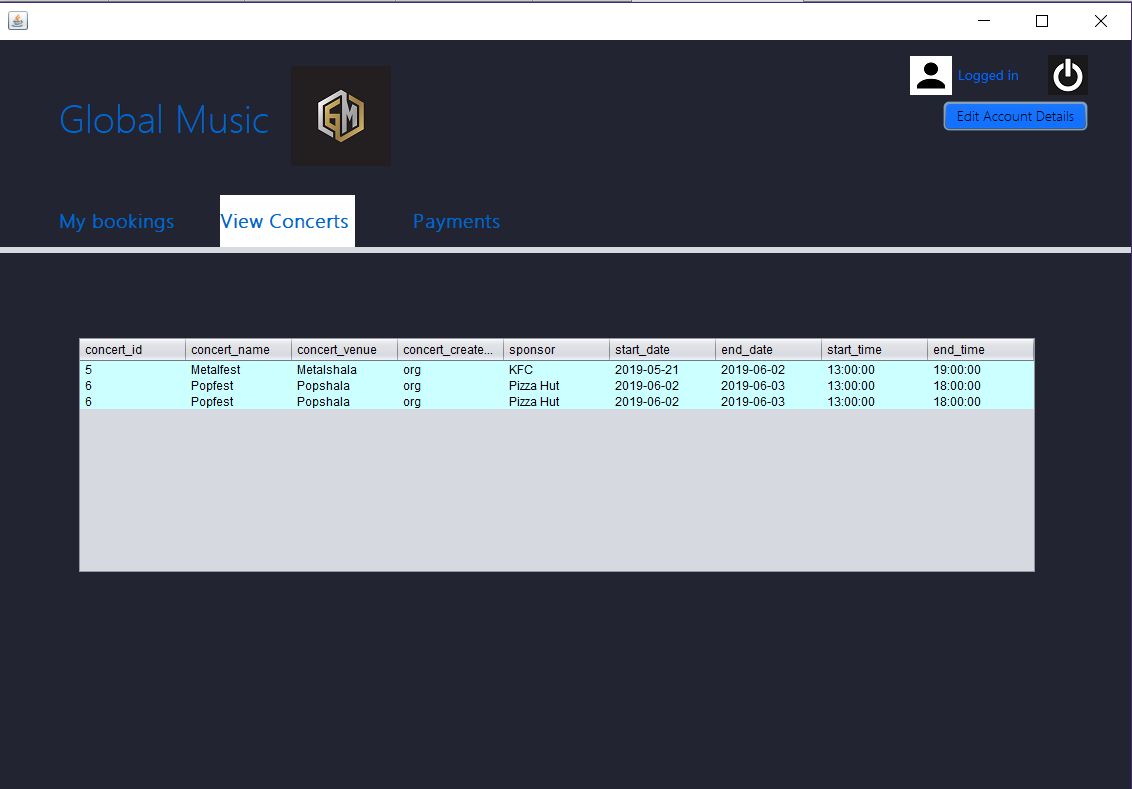 Logged in
Edit Account Details
Global Music
GM
My bookings View Concerts Payments
concert_id concert_name concert_venue concert_create... sponsor start_date end_date start_time end_time
5 Metalfest Metalshala org KFC 2019-05-21 2019-06-02 13:00:00 19:00:00
6 Popfest Popshala org Pizza Hut 2019-06-02 2019-06-03 13:00:00 18:00:00
6 Popfest Popshala org Pizza Hut 2019-06-02 2019-06-03 13:00:00 18:00:00